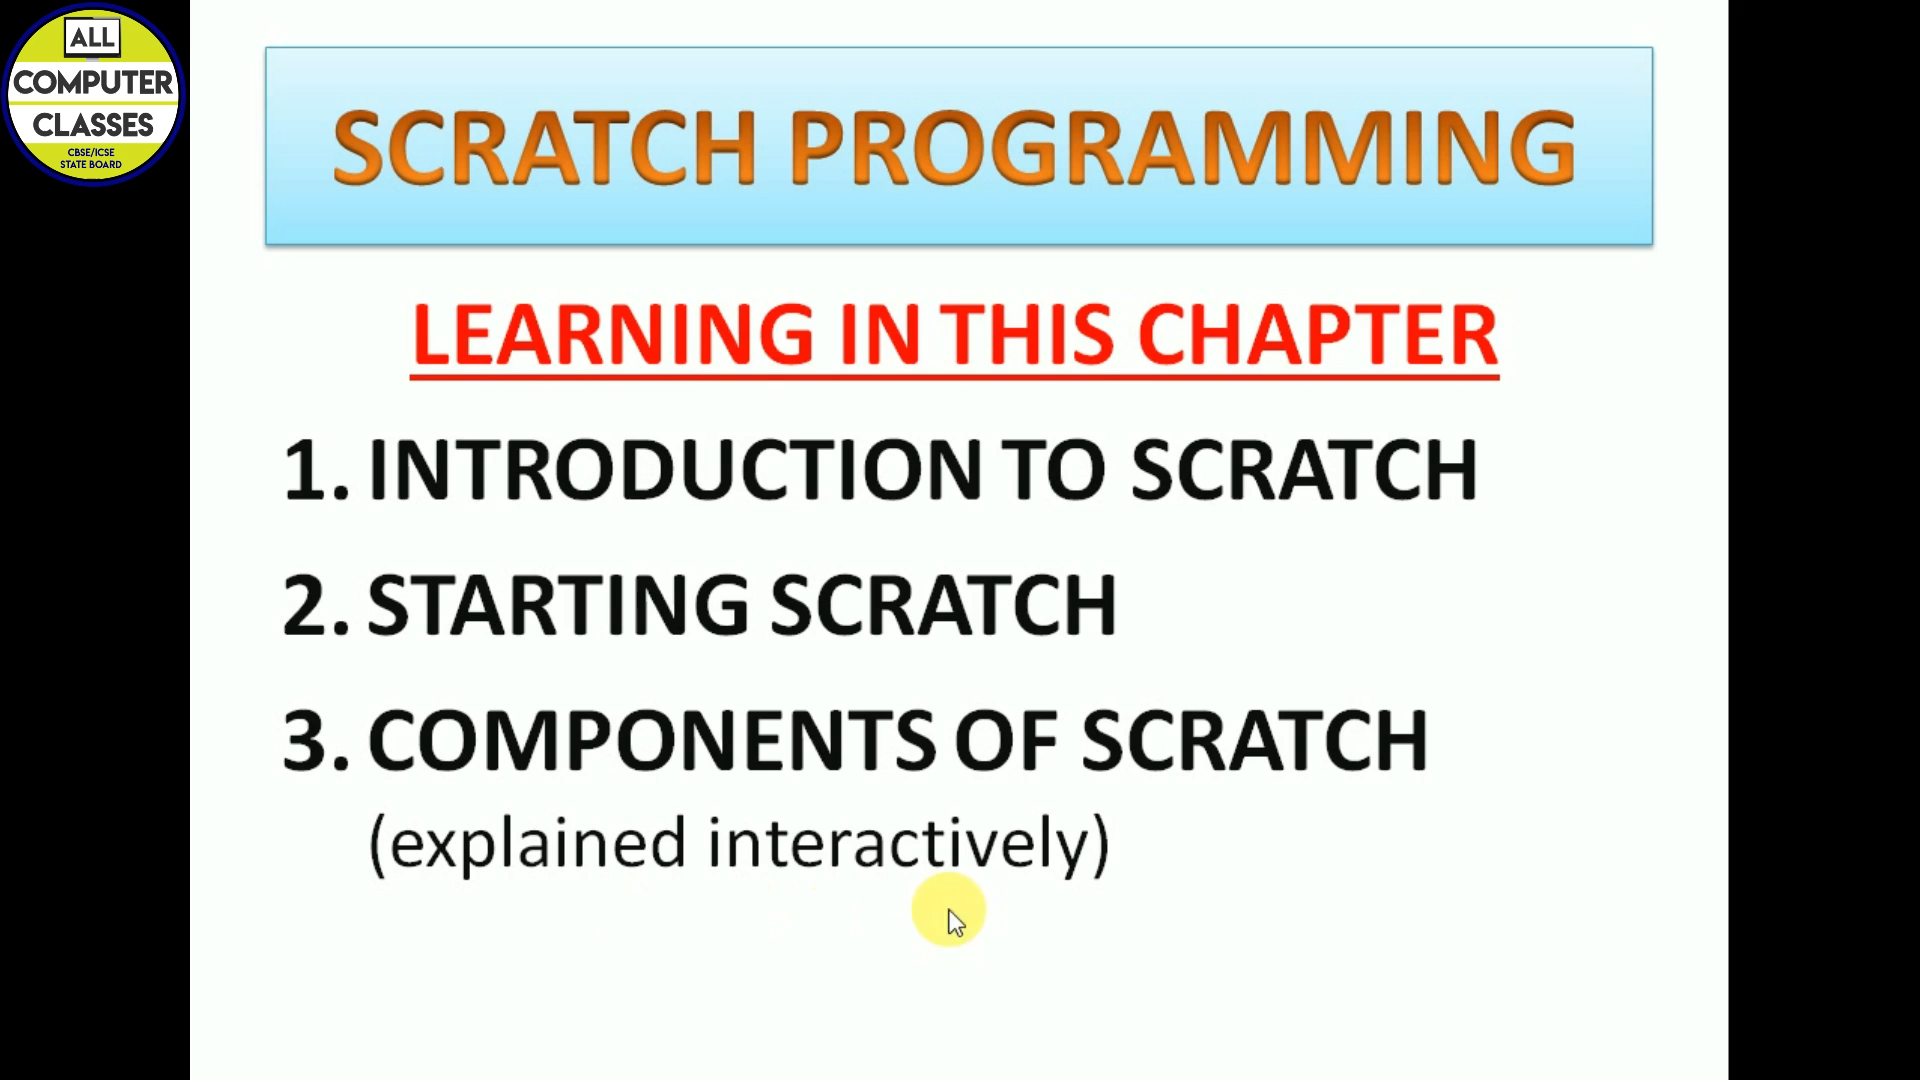 ALL
COMPUTER
CLASSES
CBSE/ICSE
STATE BOARD
SCRATCH PROGRAMMING
LEARNING IN THIS CHAPTER
1. INTRODUCTION TO SCRATCH
2. STARTING SCRATCH
3. COMPONENTS OF SCRATCH
(explained interactively)